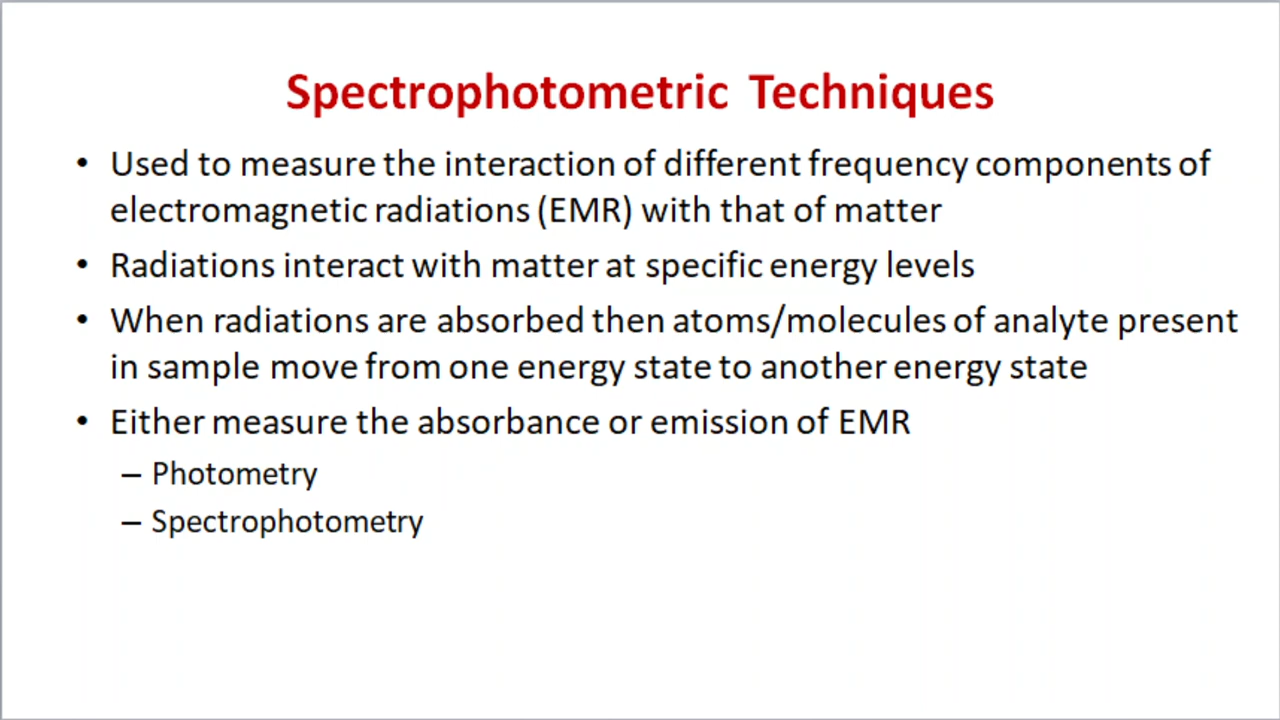 Spectrophotometric Techniques
• Used to measure the interaction of different frequency components of
electromagnetic radiations (EMR) with that of matter
• Radiations interact with matter at specific energy levels
• When radiations are absorbed then atoms/molecules of analyte present
in sample move from one energy state to another energy state
• Either measure the absorbance or emission of EMR
– Photometry
– Spectrophotometry